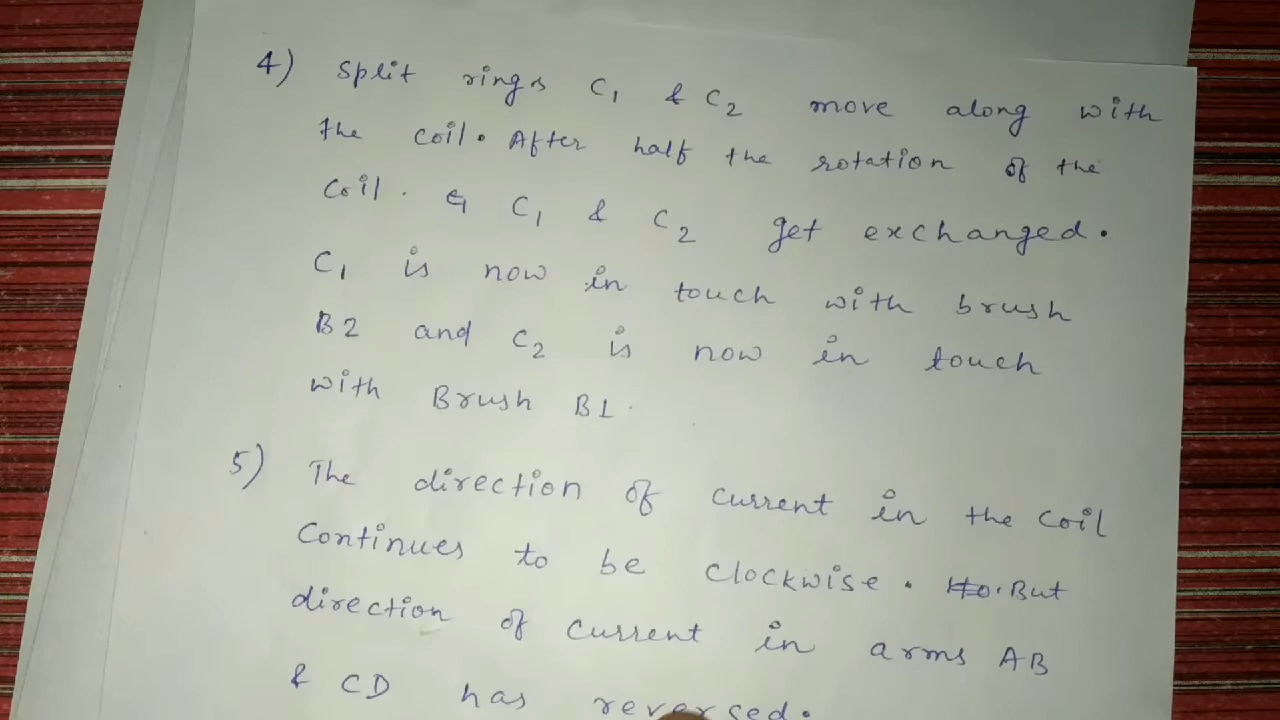 4) Split rings C1 & C2 move along with
the coil. After half the rotation of the
coil. C1 & C2 get exchanged.
C1 is now in touch with brush
B2 and C2 is now in touch
with Brush B1.
5) The direction of current in the coil
Continues to be clockwise. But
direction of current in arms AB
& CD has reversed.